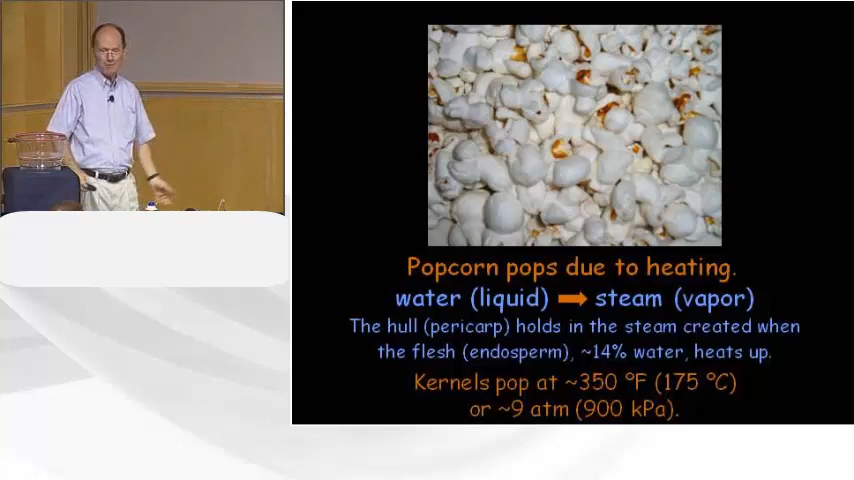 Popcorn pops due to heating.
water (liquid) ➡ steam (vapor)
The hull (pericarp) holds in the steam created when
the flesh (endosperm), ~14% water, heats up.
Kernels pop at ~350 °F (175 °C)
or ~9 atm (900 kPa).